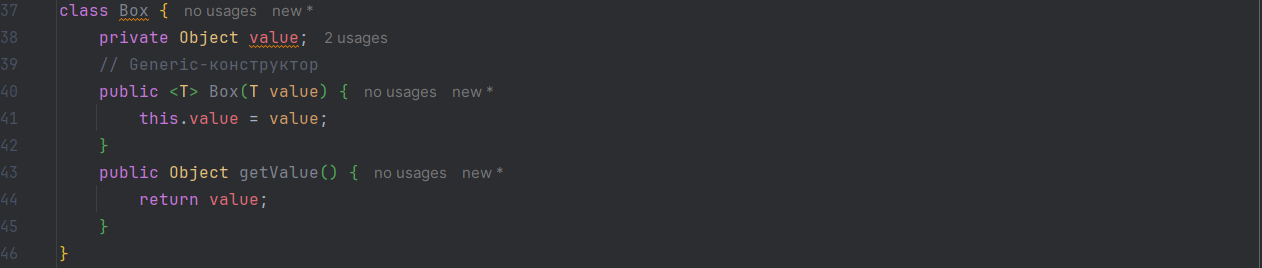 37 class Box { no usages new *
38 private Object value; 2 usages
39 // Generic-конструктор
40 public <T> Box(T value) { no usages new *
41 this.value = value;
42 }
43 public Object getValue() { no usages new *
44 return value;
45 }
46 }